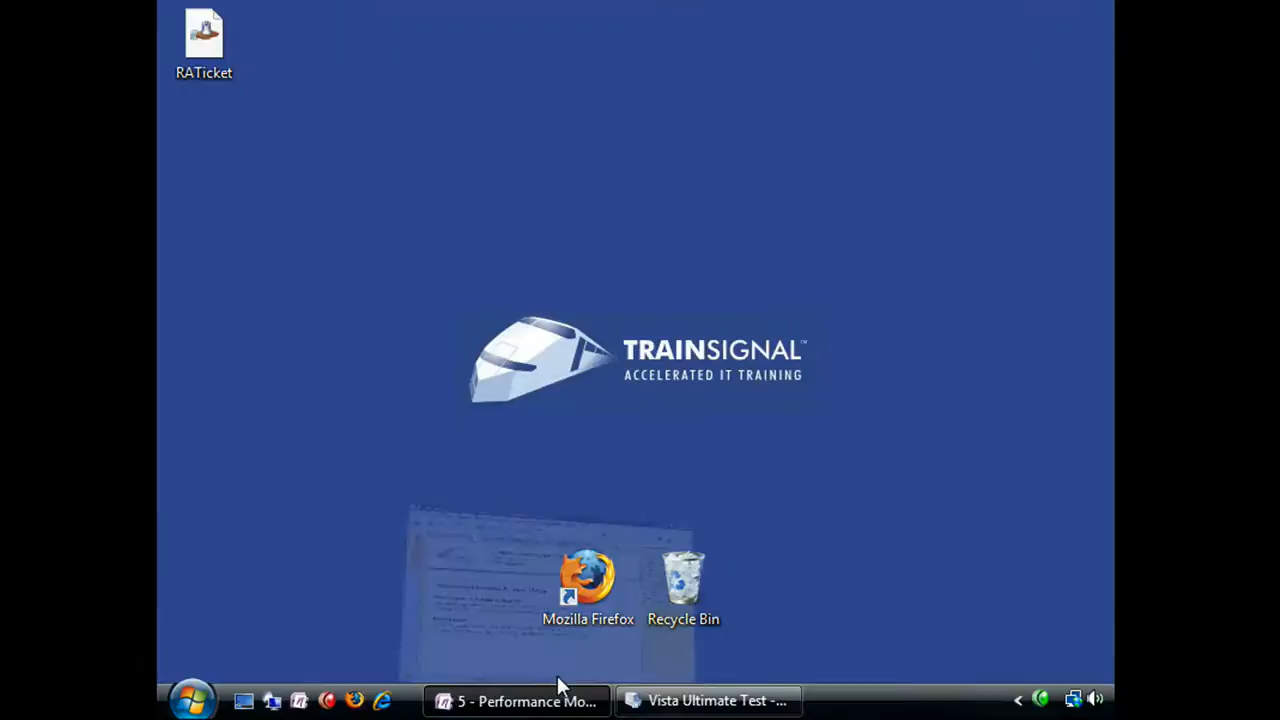 RATicket
TRAINSIGNAL™
ACCELERATED IT TRAINING
Mozilla Firefox
Recycle Bin
5 - Performance Mo...
Vista Ultimate Test -...